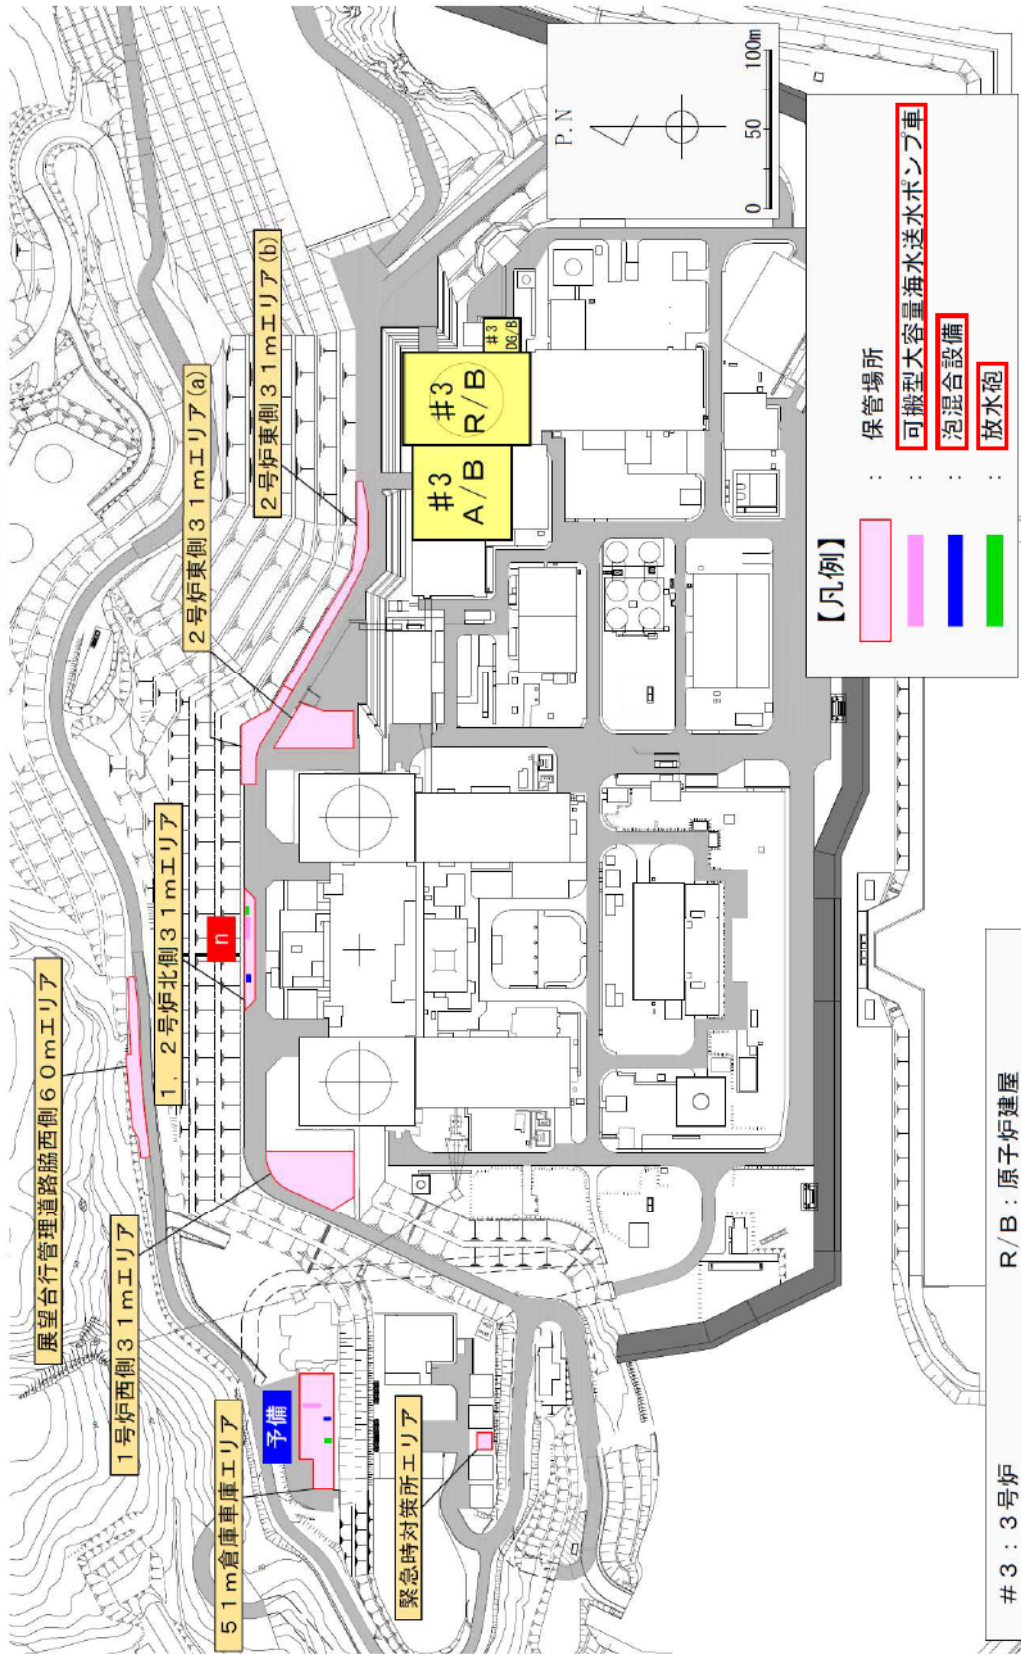 展望台行管理道路脇西側60mエリア
1号炉西側31mエリア
51m倉庫車庫エリア
1，2号炉北側31mエリア
2号炉東側31mエリア(a)
2号炉東側31mエリア(b)
緊急時対策所エリア
予備
n
#3
A/B
#3
R/B
#3
DG/B
P.N
0 50 100m
【凡例】
： 保管場所
： 可搬型大容量海水送水ポンプ車
： 泡混合設備
： 放水砲
#3：3号炉 R/B：原子炉建屋